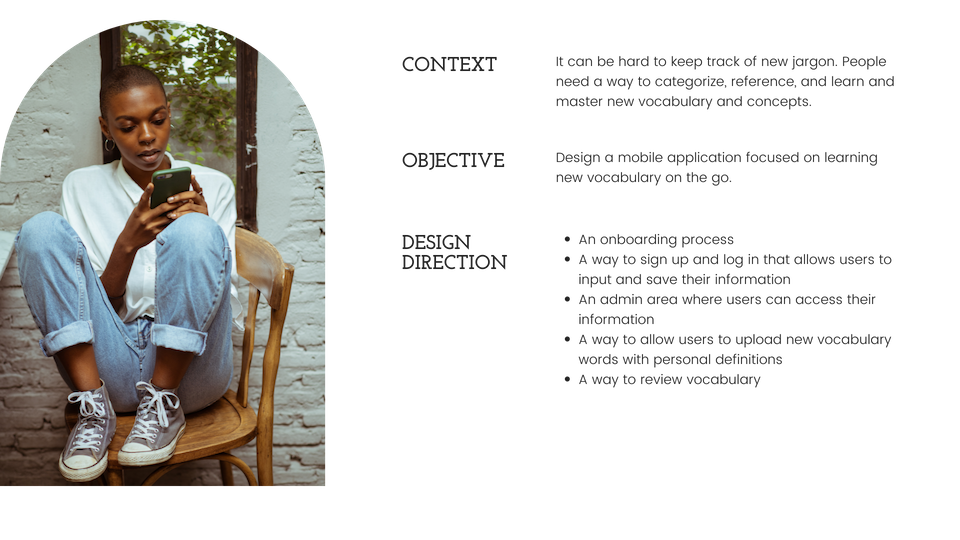 CONTEXT
It can be hard to keep track of new jargon. People
need a way to categorize, reference, and learn and
master new vocabulary and concepts.
OBJECTIVE
Design a mobile application focused on learning
new vocabulary on the go.
DESIGN
DIRECTION
• An onboarding process
• A way to sign up and log in that allows users to
input and save their information
• An admin area where users can access their
information
• A way to allow users to upload new vocabulary
words with personal definitions
• A way to review vocabulary